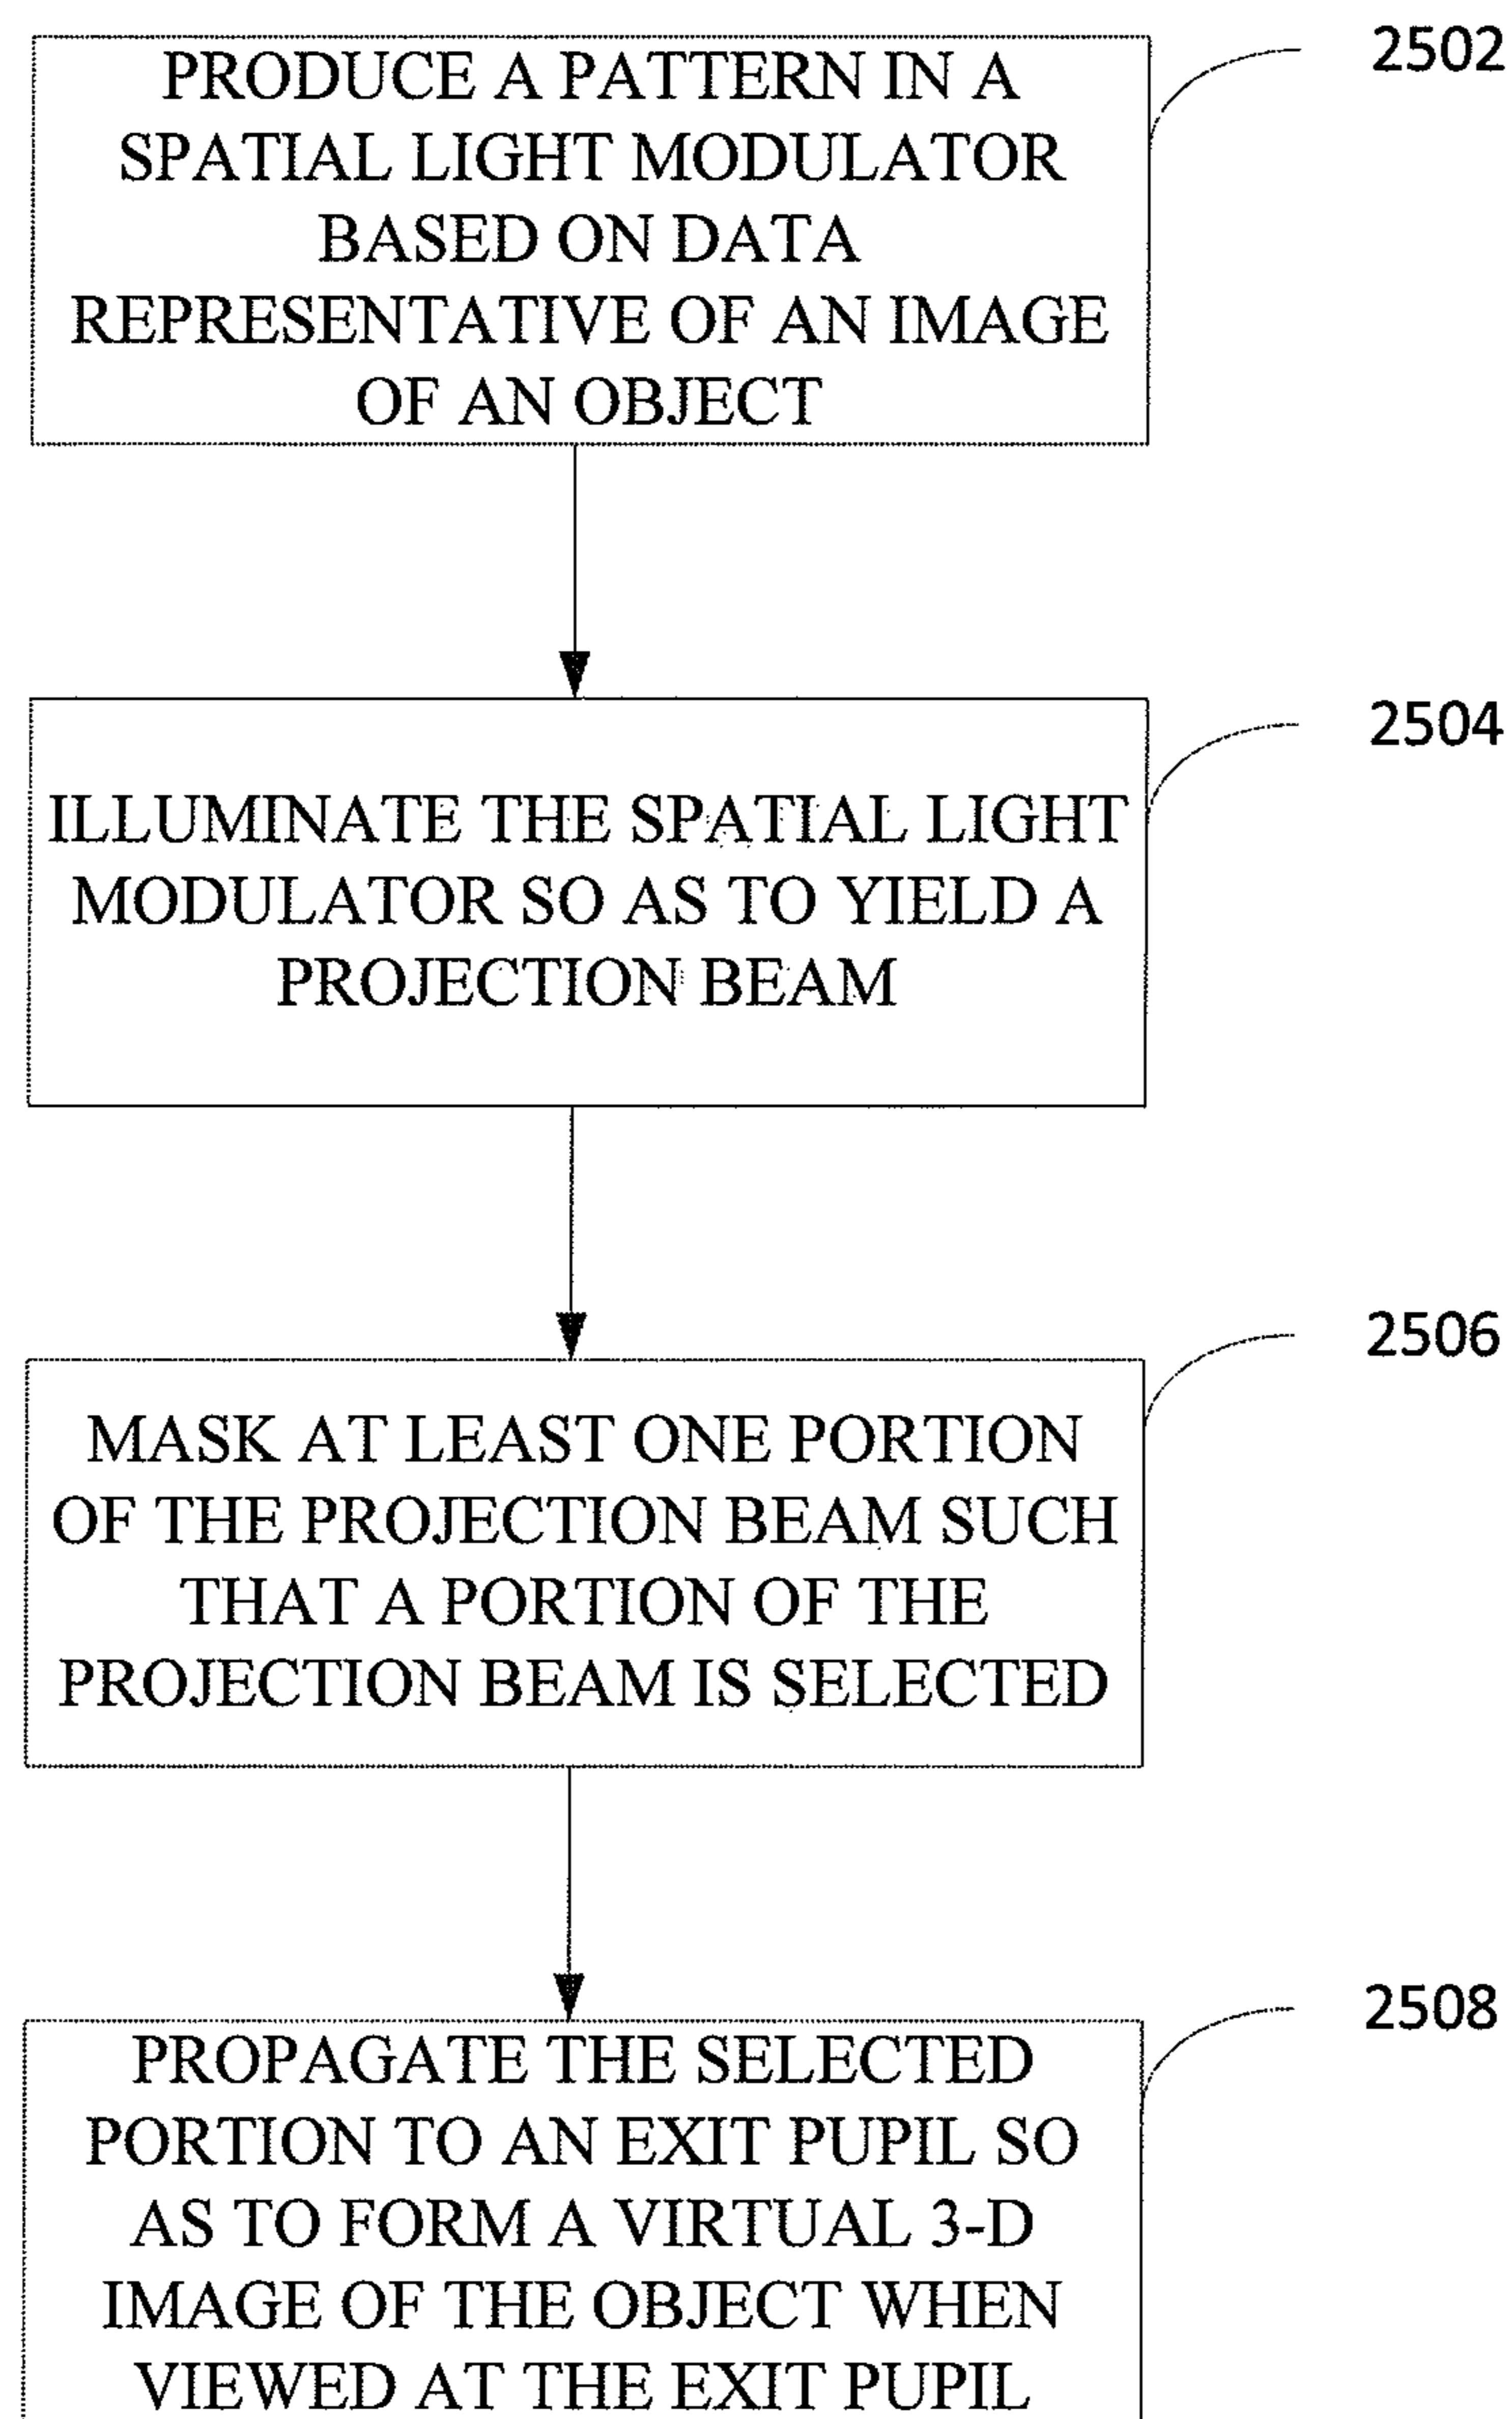 2502
PRODUCE A PATTERN IN A
SPATIAL LIGHT MODULATOR
BASED ON DATA
REPRESENTATIVE OF AN IMAGE
OF AN OBJECT
2504
ILLUMINATE THE SPATIAL LIGHT
MODULATOR SO AS TO YIELD A
PROJECTION BEAM
2506
MASK AT LEAST ONE PORTION
OF THE PROJECTION BEAM SUCH
THAT A PORTION OF THE
PROJECTION BEAM IS SELECTED
2508
PROPAGATE THE SELECTED
PORTION TO AN EXIT PUPIL SO
AS TO FORM A VIRTUAL 3-D
IMAGE OF THE OBJECT WHEN
VIEWED AT THE EXIT PUPIL